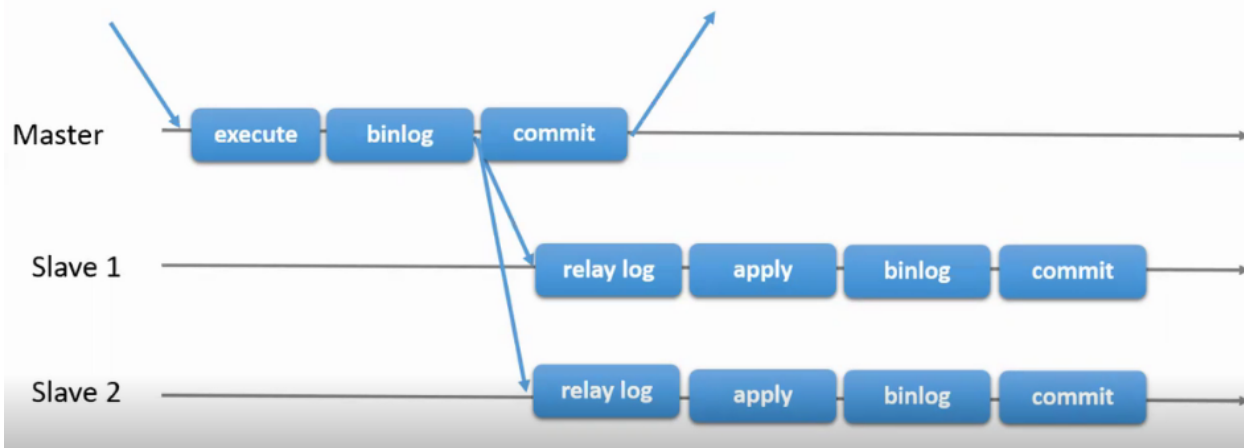 Master execute binlog commit
Slave 1 relay log apply binlog commit
Slave 2 relay log apply binlog commit